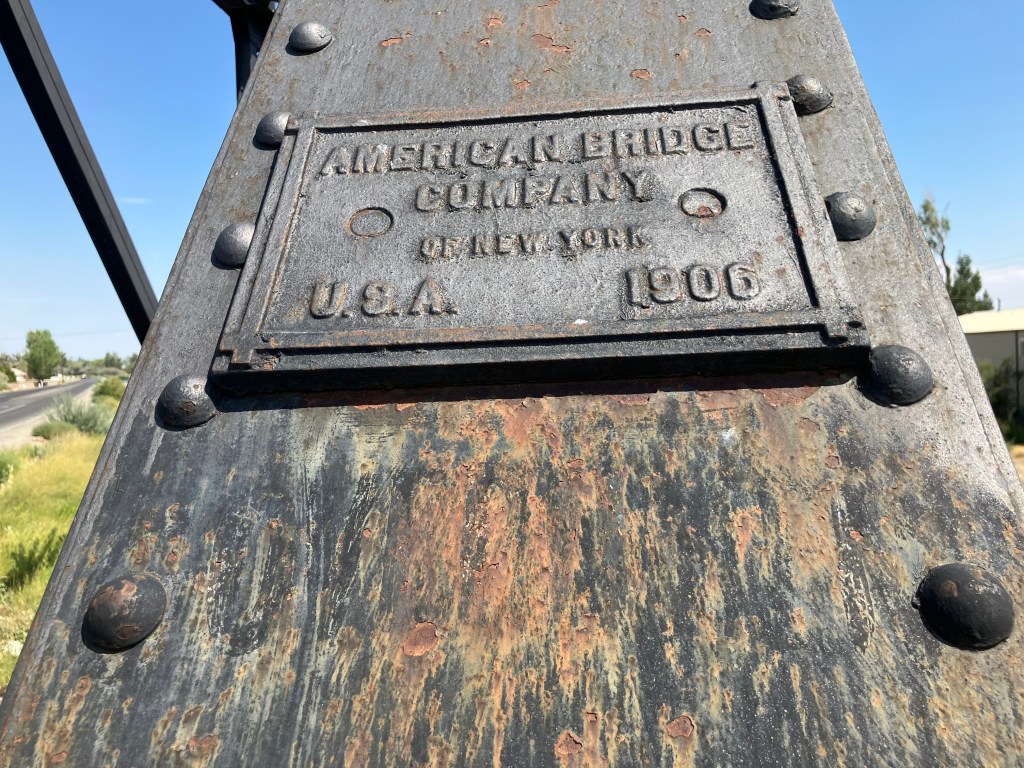 AMERICAN BRIDGE
COMPANY
OF NEW YORK
U.S.A. 1906